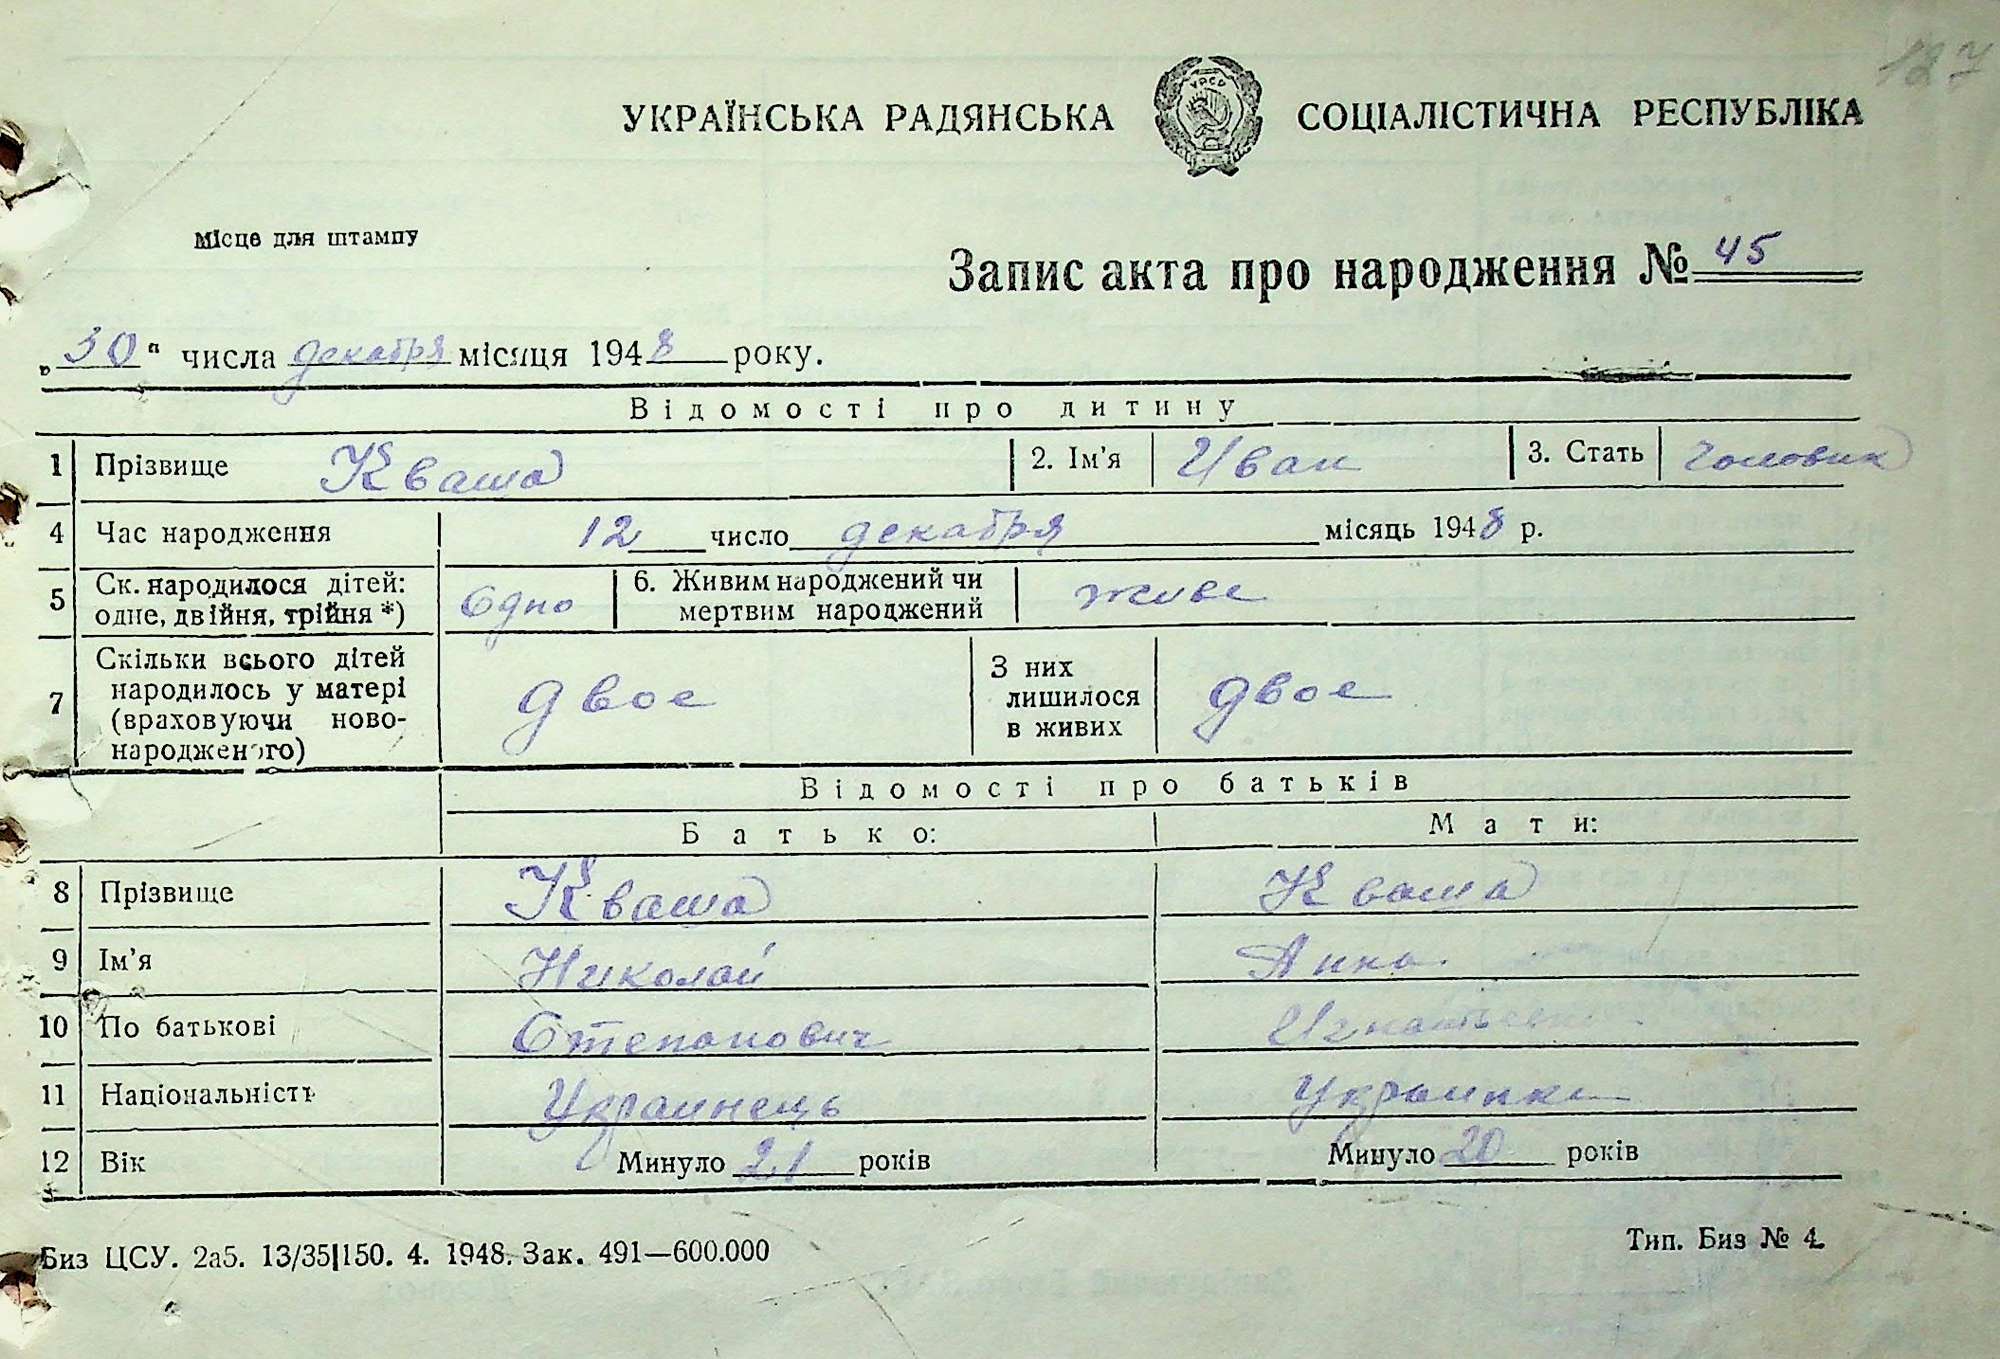 127
УКРАЇНСЬКА РАДЯНСЬКА СОЦІАЛІСТИЧНА РЕСПУБЛІКА
УРСР
Місце для штампу
Запис акта про народження № 45
„30" числа декабря місяця 1948 року.
Відомості про дитину
1 Прізвище Кваша 2. Ім'я Иван 3. Стать чоловик
4 Час народження 12 число декабря місяць 1948 р.
5 Ск. народилося дітей: одне, двійня, трійня *) Одно 6. Живим народжений чи мертвим народжений живе
7 Скільки всього дітей народилось у матері (враховуючи ново-народженого) двое З них лишилося в живих двое
Відомості про батьків
Батько: Мати:
8 Прізвище Кваша Кваша
9 Ім'я Николай Анна
10 По батькові Степанович Игнатьевна
11 Національність Украинець Украинка
12 Вік Минуло 21 років Минуло 20 років
Биз ЦСУ. 2а5. 13/35|150. 4. 1948. Зак. 491—600.000 Тип. Биз № 4.